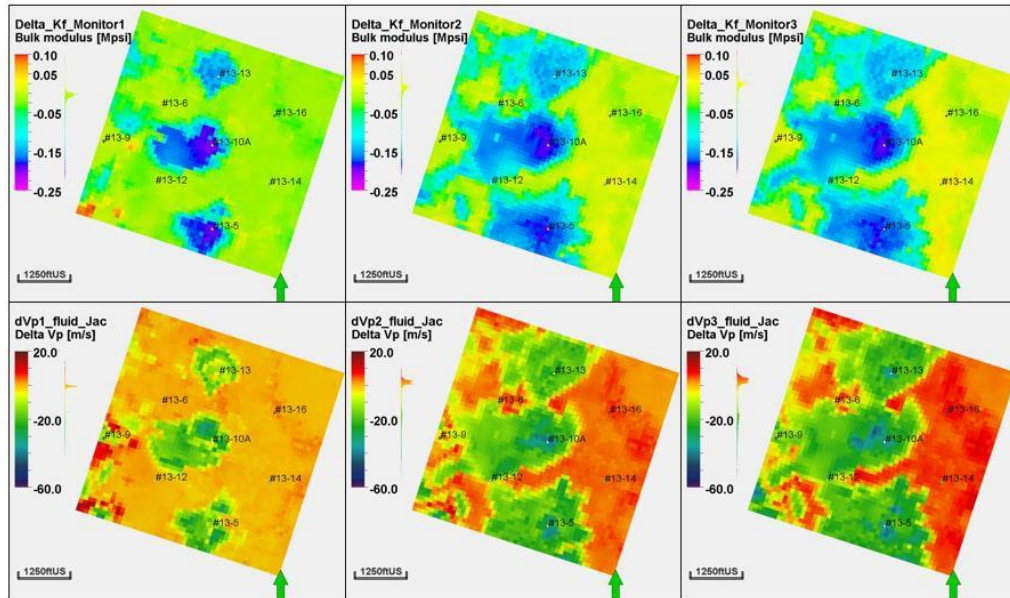 Delta_Kf_Monitor1
Bulk modulus [Mpsi]
0.10
0.05
-0.05
-0.15
-0.25
#13-13
#13-6
#13-16
#13-9
#13-10A
#13-12
#13-14
#13-5
1250ftUS
Delta_Kf_Monitor2
Bulk modulus [Mpsi]
0.10
0.05
-0.05
-0.15
-0.25
#13-13
#13-6
#13-16
#13-9
#13-10A
#13-12
#13-14
#13-5
1250ftUS
Delta_Kf_Monitor3
Bulk modulus [Mpsi]
0.10
0.05
-0.05
-0.15
-0.25
#13-13
#13-6
#13-16
#13-9
#13-10A
#13-12
#13-14
#13-5
1250ftUS
dVp1_fluid_Jac
Delta Vp [m/s]
20.0
-20.0
-60.0
#13-13
#13-6
#13-16
#13-9
#13-10A
#13-12
#13-14
#13-5
1250ftUS
dVp2_fluid_Jac
Delta Vp [m/s]
20.0
-20.0
-60.0
#13-13
#13-6
#13-16
#13-9
#13-10A
#13-12
#13-14
#13-5
1250ftUS
dVp3_fluid_Jac
Delta Vp [m/s]
20.0
-20.0
-60.0
#13-13
#13-6
#13-16
#13-9
#13-10A
#13-12
#13-14
#13-5
1250ftUS